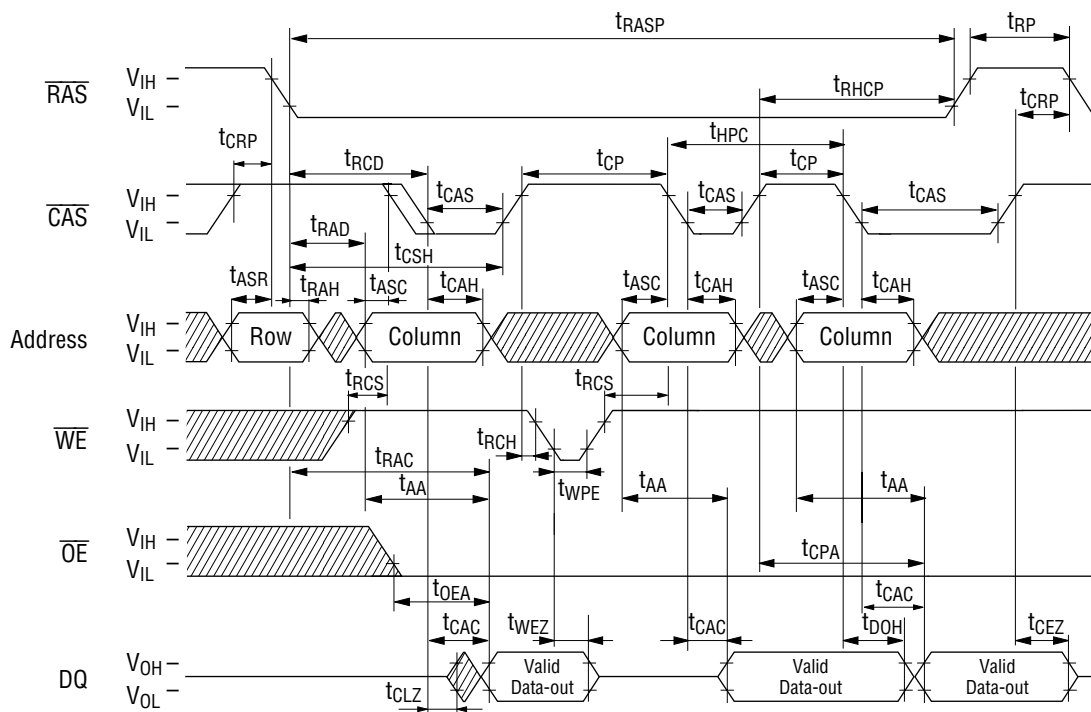 tRASP
tRP
RAS
VIH
VIL
tRHCP
tCRP
tCRP
tRCD
tHPC
tCP
tCP
CAS
VIH
VIL
tCAS
tCAS
tCAS
tRAD
tCSH
tASR
tRAH
tASC
tCAH
tASC
tCAH
tASC
tCAH
Address
VIH
VIL
Row
Column
Column
Column
tRCS
tRCS
WE
VIH
VIL
tRCH
tWPE
tRAC
tAA
tAA
tAA
OE
VIH
VIL
tCPA
tOEA
tCAC
tCAC
tWEZ
tCAC
tDOH
tCEZ
DQ
VOH
VOL
Valid
Data-out
Valid
Data-out
Valid
Data-out
tCLZ